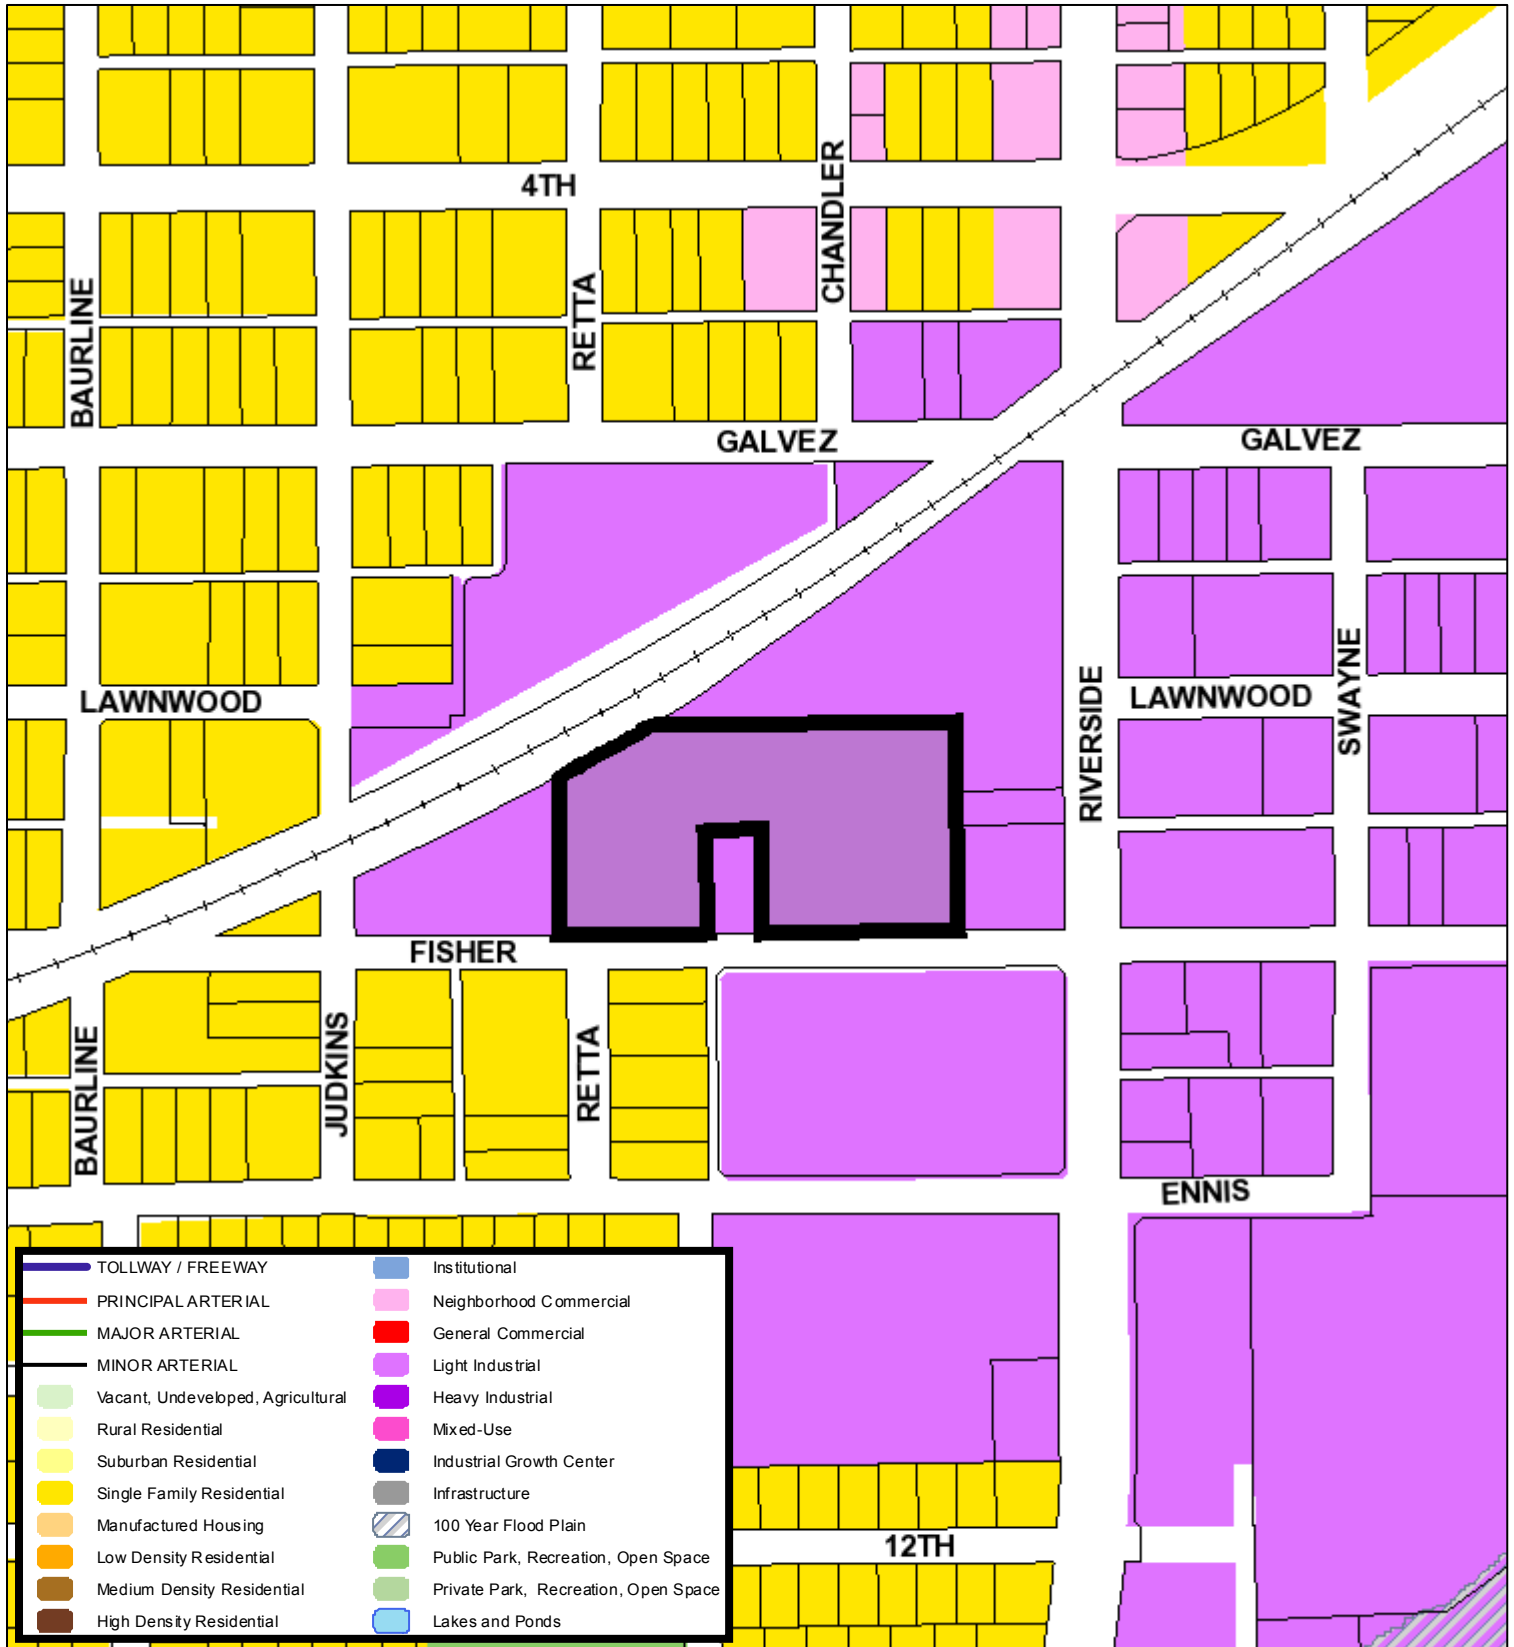 4TH
CHANDLER
BAURLINE
RETTA
GALVEZ
GALVEZ
LAWNWOOD
RIVERSIDE
LAWNWOOD
SWAYNE
FISHER
BAURLINE
JUDKINS
RETTA
ENNIS
12TH
TOLLWAY / FREEWAY
PRINCIPAL ARTERIAL
MAJOR ARTERIAL
MINOR ARTERIAL
Vacant, Undeveloped, Agricultural
Rural Residential
Suburban Residential
Single Family Residential
Manufactured Housing
Low Density Residential
Medium Density Residential
High Density Residential
Institutional
Neighborhood Commercial
General Commercial
Light Industrial
Heavy Industrial
Mixed-Use
Industrial Growth Center
Infrastructure
100 Year Flood Plain
Public Park, Recreation, Open Space
Private Park, Recreation, Open Space
Lakes and Ponds